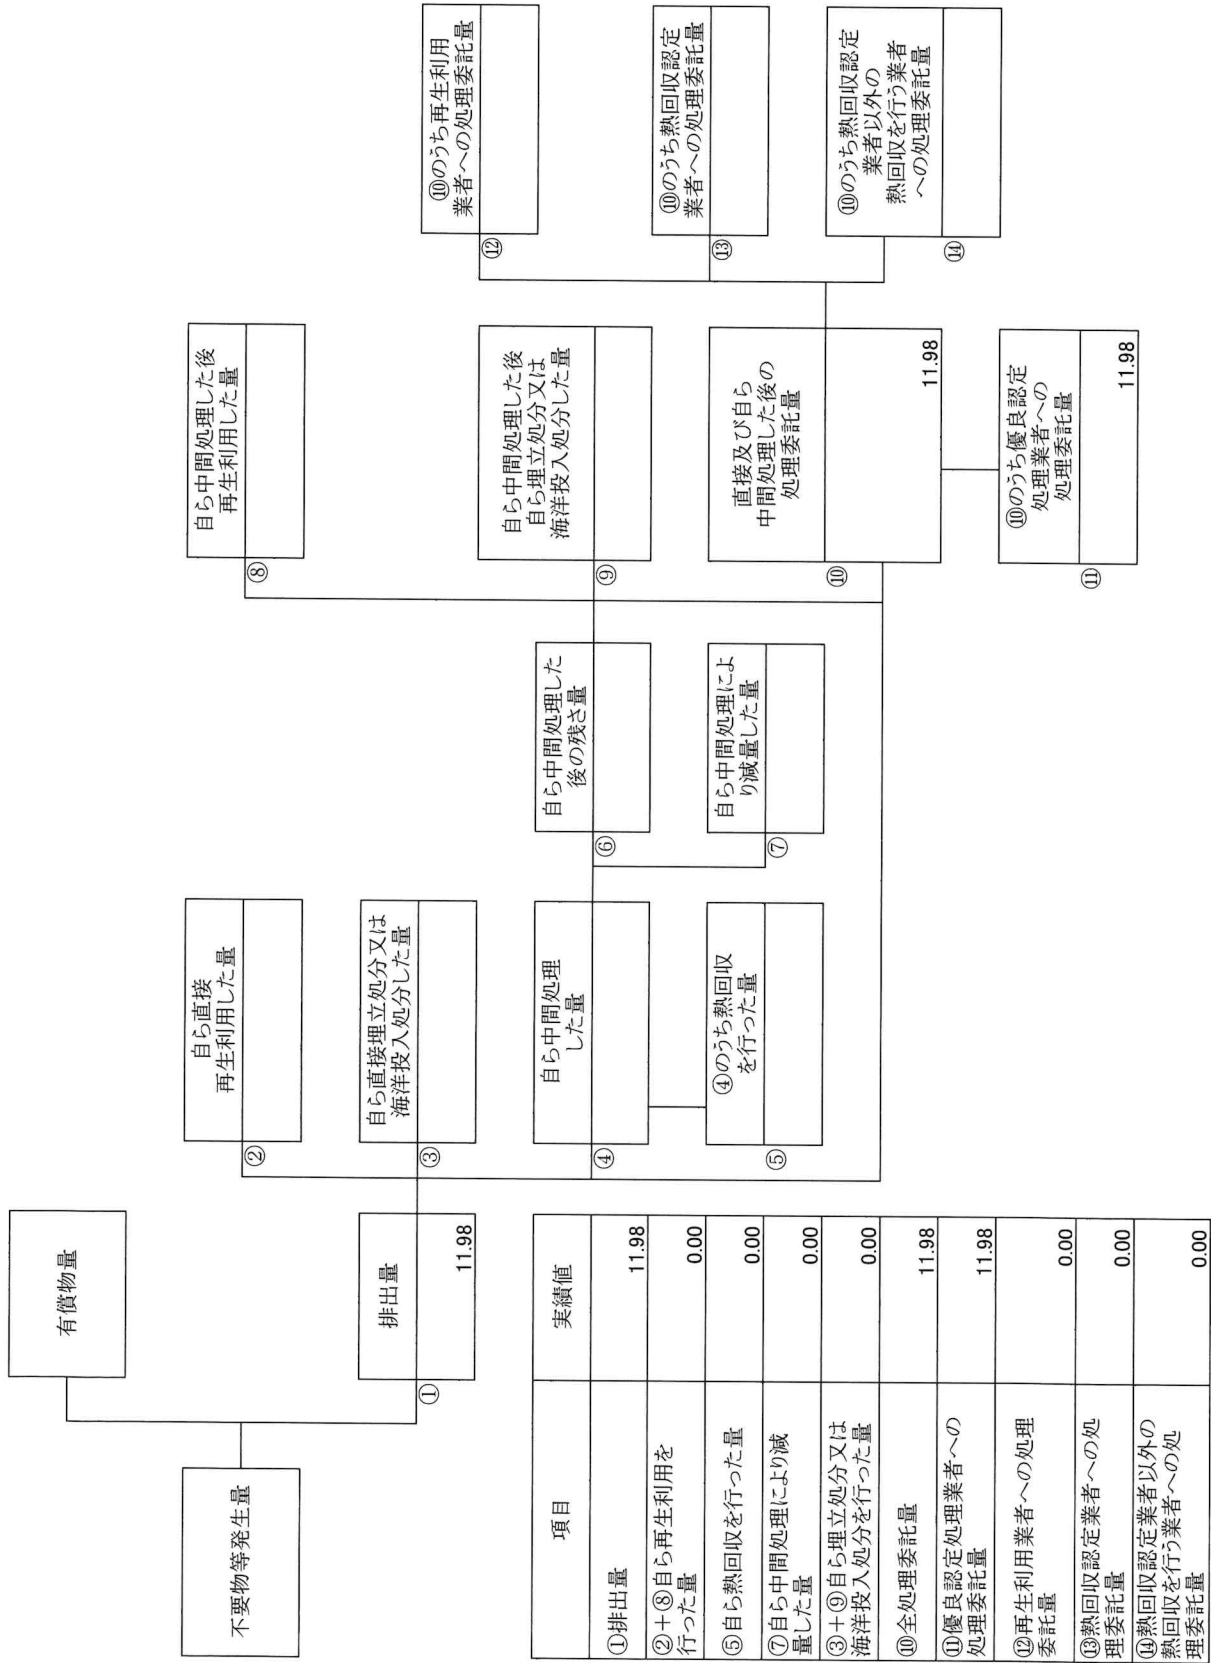 有償物量
不要物等発生量
①
排出量
11.98
②
自ら直接
再生利用した量
③
自ら直接埋立処分又は
海洋投入処分した量
④
自ら中間処理
した量
⑤
④のうち熱回収
を行った量
⑥
自ら中間処理した
後の残さ量
⑦
自ら中間処理によ
り減量した量
⑧
自ら中間処理した後
再生利用した量
⑨
自ら中間処理した後
自ら埋立処分又は
海洋投入処分した量
⑩
直接及び自ら
中間処理した後の
処理委託量
11.98
⑪
⑩のうち優良認定
処理業者への
処理委託量
11.98
⑫
⑩のうち再生利用
業者への処理委託量
⑬
⑩のうち熱回収認定
業者への処理委託量
⑭
⑩のうち熱回収認定
業者以外の
熱回収を行う業者
への処理委託量
項目
実績値
①排出量
11.98
②+⑧自ら再生利用を
行った量
0.00
⑤自ら熱回収を行った量
0.00
⑦自ら中間処理により減
量した量
0.00
③+⑨自ら埋立処分又は
海洋投入処分を行った量
0.00
⑩全処理委託量
11.98
⑪優良認定処理業者への
処理委託量
11.98
⑫再生利用業者への処理
委託量
0.00
⑬熱回収認定業者への処
理委託量
0.00
⑭熱回収認定業者以外の
熱回収を行う業者への処
理委託量
0.00